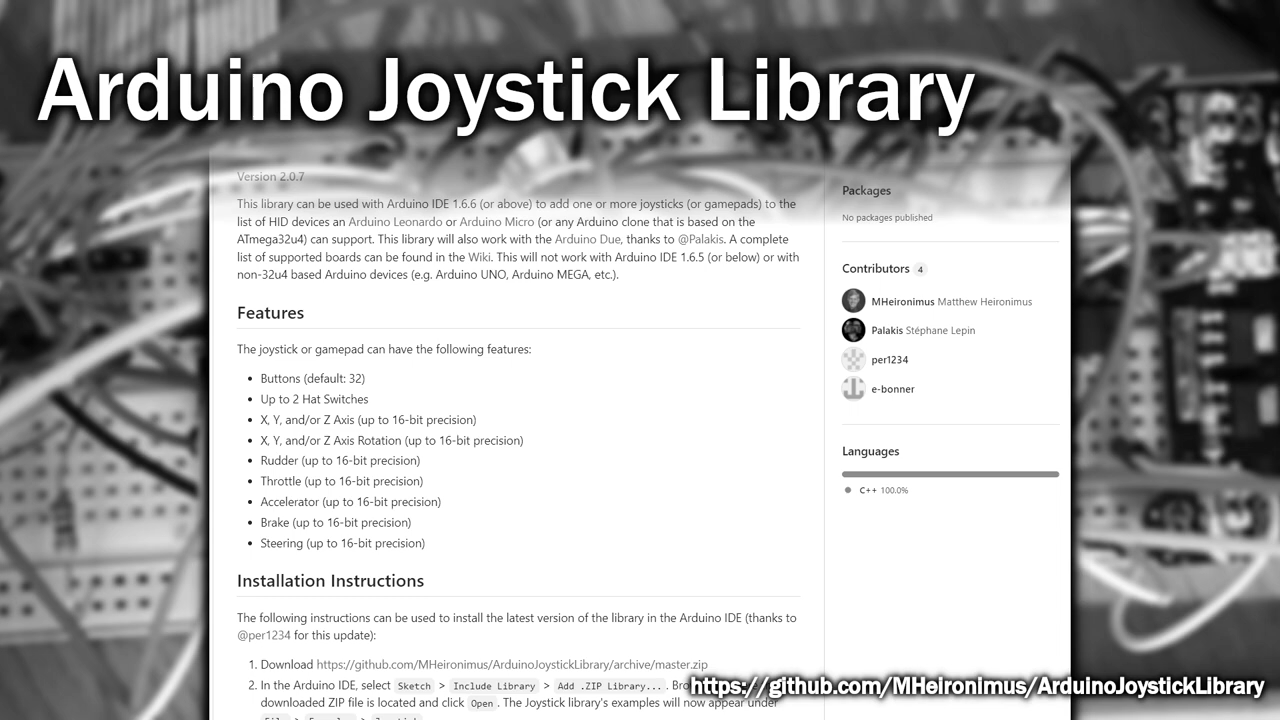 Arduino Joystick Library
Version 2.0.7
This library can be used with Arduino IDE 1.6.6 (or above) to add one or more joysticks (or gamepads) to the
list of HID devices an Arduino Leonardo or Arduino Micro (or any Arduino clone that is based on the
ATmega32u4) can support. This library will also work with the Arduino Due, thanks to @Palakis. A complete
list of supported boards can be found in the Wiki. This will not work with Arduino IDE 1.6.5 (or below) or with
non-32u4 based Arduino devices (e.g. Arduino UNO, Arduino MEGA, etc.).
Features
The joystick or gamepad can have the following features:
• Buttons (default: 32)
• Up to 2 Hat Switches
• X, Y, and/or Z Axis (up to 16-bit precision)
• X, Y, and/or Z Axis Rotation (up to 16-bit precision)
• Rudder (up to 16-bit precision)
• Throttle (up to 16-bit precision)
• Accelerator (up to 16-bit precision)
• Brake (up to 16-bit precision)
• Steering (up to 16-bit precision)
Installation Instructions
The following instructions can be used to install the latest version of the library in the Arduino IDE (thanks to
@per1234 for this update):
1. Download https://github.com/MHeironimus/ArduinoJoystickLibrary/archive/master.zip
2. In the Arduino IDE, select Sketch > Include Library > Add .ZIP Library... .
downloaded ZIP file is located and click Open . The Joystick library's examples will now appear under
Packages
No packages published
Contributors 4
MHeironimus Matthew Heironimus
Palakis Stéphane Lepin
per1234
e-bonner
Languages
C++ 100.0%
https://github.com/MHeironimus/ArduinoJoystickLibrary